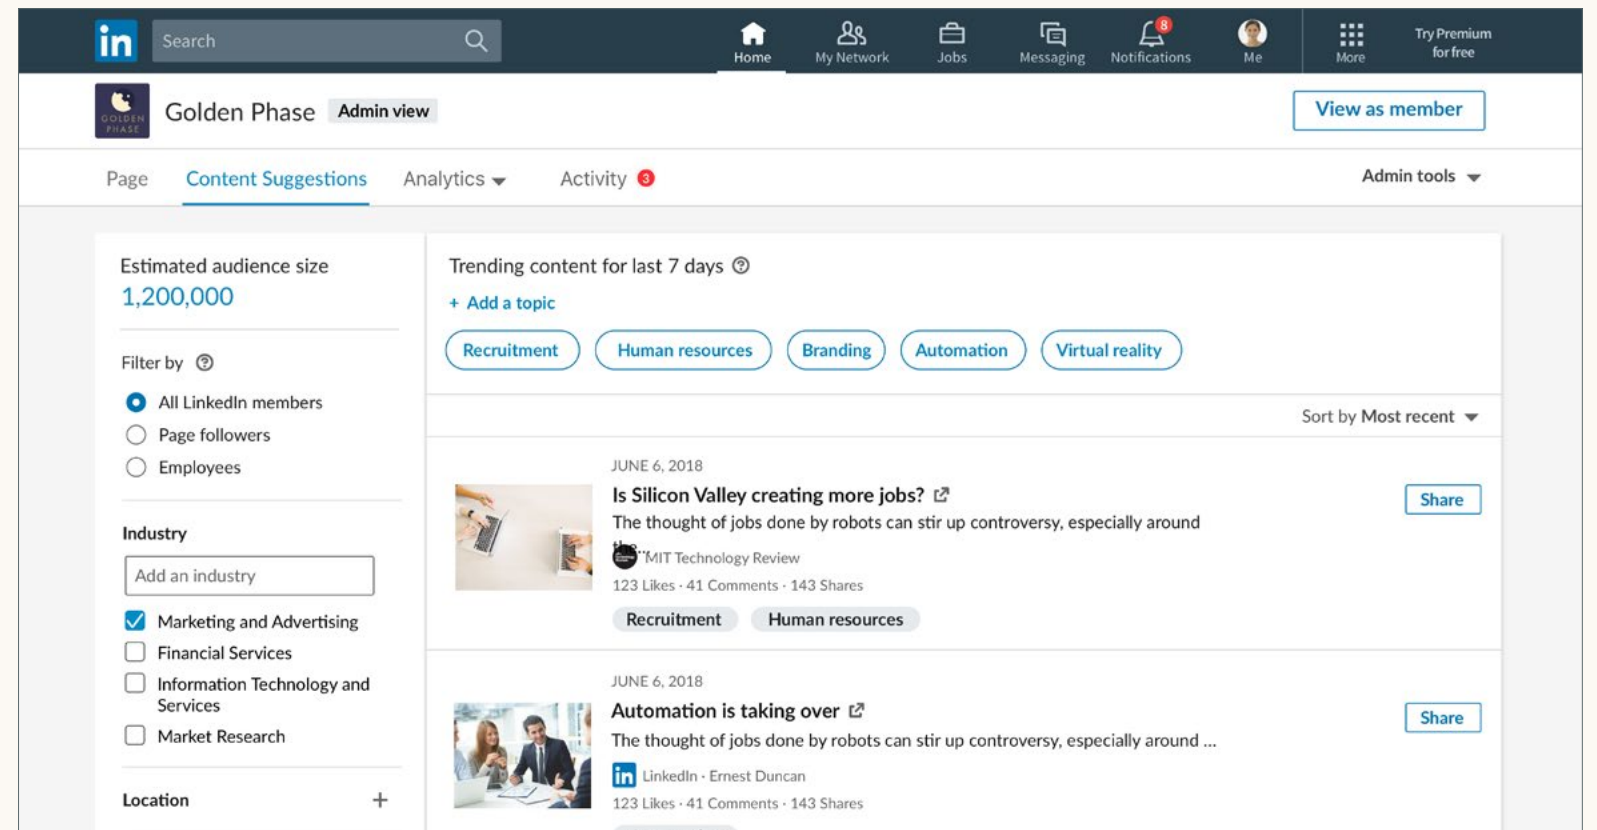 in
Search
Home
My Network
Jobs
Messaging
8
Notifications
Me
More
Try Premium
for free
GOLDEN
PHASE
Golden Phase
Admin view
View as member
Page
Content Suggestions
Analytics
Activity
3
Admin tools
Estimated audience size
1,200,000
Filter by ?
All LinkedIn members
Page followers
Employees
Industry
Add an industry
Marketing and Advertising
Financial Services
Information Technology and
Services
Market Research
Location +
Trending content for last 7 days ?
+ Add a topic
Recruitment
Human resources
Branding
Automation
Virtual reality
Sort by Most recent
JUNE 6, 2018
Is Silicon Valley creating more jobs?
Share
The thought of jobs done by robots can stir up controversy, especially around
the...
MIT Technology Review
123 Likes · 41 Comments · 143 Shares
Recruitment
Human resources
JUNE 6, 2018
Automation is taking over
Share
The thought of jobs done by robots can stir up controversy, especially around ...
in LinkedIn · Ernest Duncan
123 Likes · 41 Comments · 143 Shares